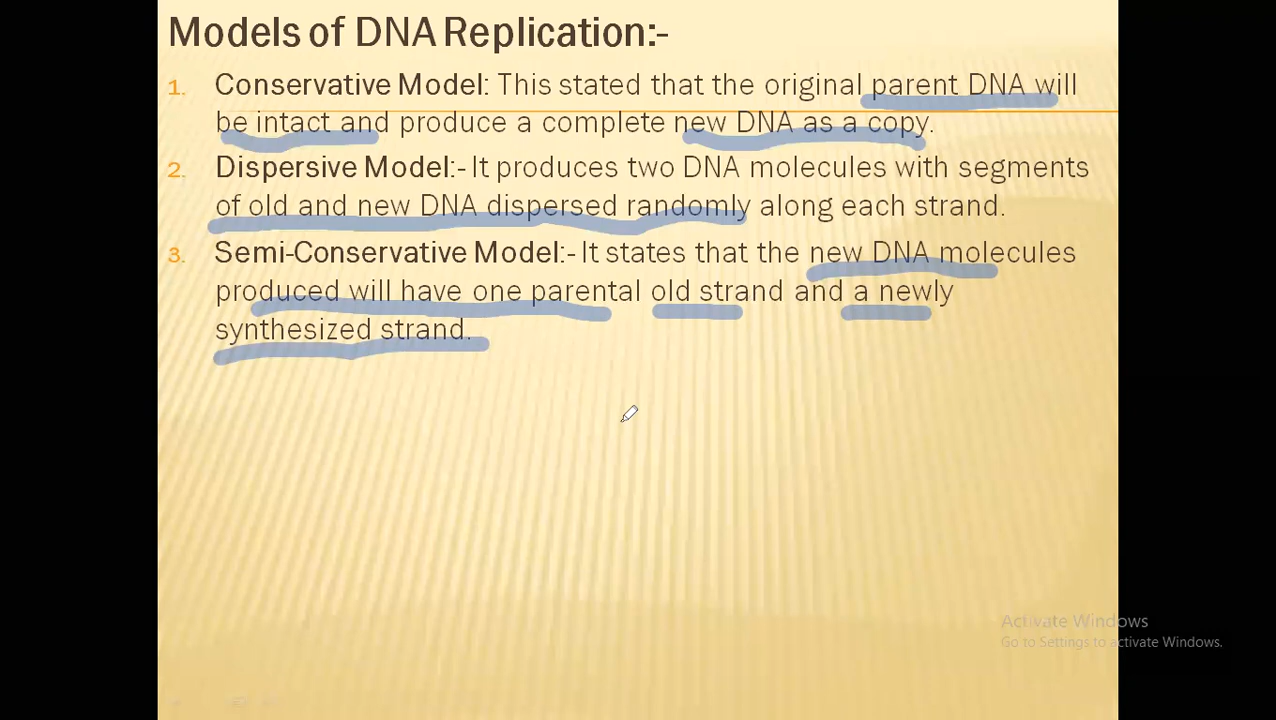 Models of DNA Replication:-
1. Conservative Model: This stated that the original parent DNA will
be intact and produce a complete new DNA as a copy.
2. Dispersive Model:- It produces two DNA molecules with segments
of old and new DNA dispersed randomly along each strand.
3. Semi-Conservative Model:- It states that the new DNA molecules
produced will have one parental old strand and a newly
synthesized strand.
Activate Windows
Go to Settings to activate Windows.